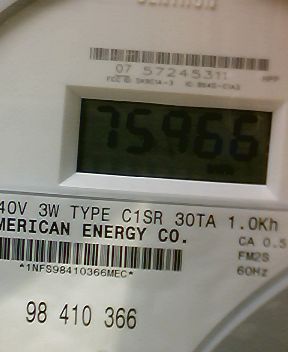 CENTRON
07 57245311
75966
40V 3W TYPE C1SR 30TA 1.0Kh
MERICAN ENERGY CO.
CA 0.5
*1NFS98410366MEC*
FM2S
60Hz
98 410 366